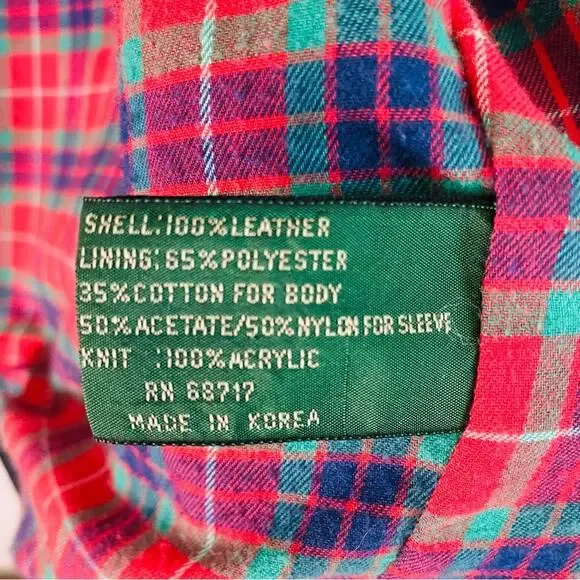 SHELL:100%LEATHER
LINING:65%POLYESTER
35%COTTON FOR BODY
50%ACETATE/50%NYLON FOR SLEEVE
KNIT :100%ACRYLIC
RN 68717
MADE IN KOREA